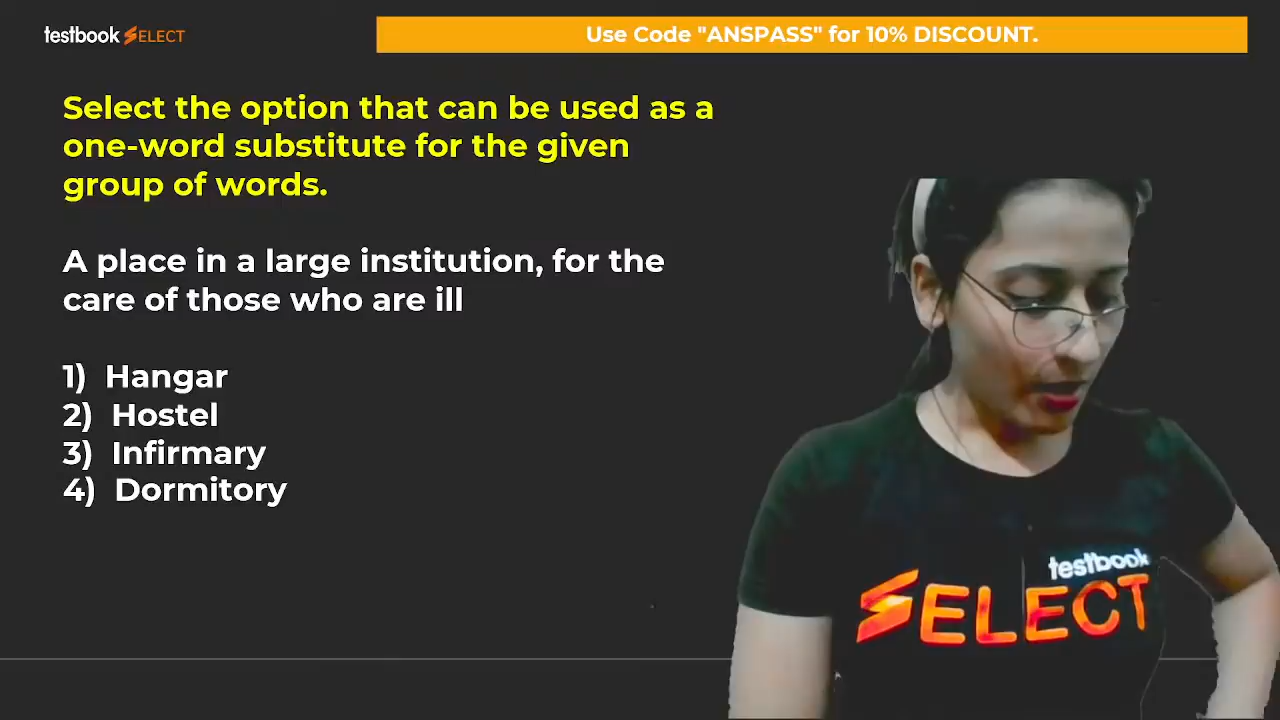 testbook SELECT
Use Code "ANSPASS" for 10% DISCOUNT.
Select the option that can be used as a
one-word substitute for the given
group of words.
A place in a large institution, for the
care of those who are ill
1) Hangar
2) Hostel
3) Infirmary
4) Dormitory
testbook
SELECT